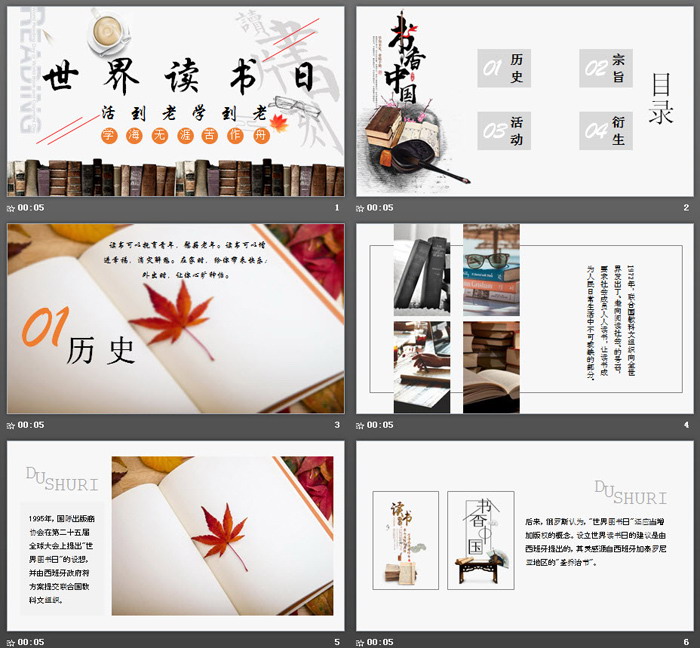 READING
世界读书日
活到老学到老
学海无涯苦作舟
00:05
1
书香中国
01
历史
02
宗旨
03
活动
04
衍生
目录
00:05
2
读书可以抚育青年，慰藉老年。读书可以增
进幸福，消灾解愁。在家时，给你带来快乐；
外出时，让你心旷神怡。
01
历史
00:05
3
1972年，联合国教科文组织向全世
界发出了“走向阅读社会”的号召，
要求社会成员人人读书，让读书成
为人民日常生活中不可或缺的部分。
00:05
4
DUSHURI
1995年，国际出版商
协会在第二十五届
全球大会上提出“世
界图书日”的设想，
并由西班牙政府将
方案提交联合国教
科文组织。
00:05
5
读书
书香中国
DUSHURI
后来，俄罗斯认为，“世界图书日”还应当增
加版权的概念。设立世界读书日的建议是由
西班牙提出的，其灵感源自西班牙加泰罗尼
亚地区的“圣乔治节”。
00:05
6